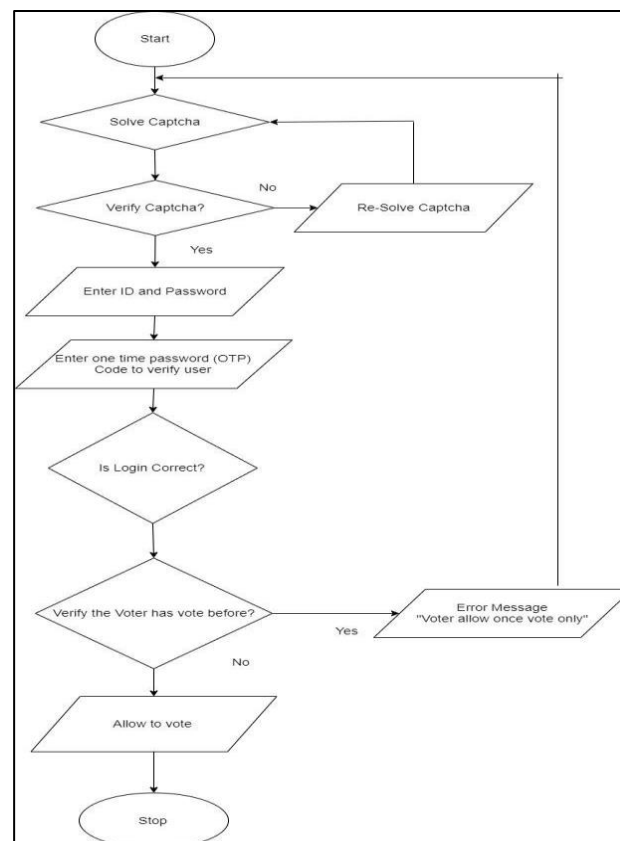 Start
Solve Captcha
No
Verify Captcha?
Re-Solve Captcha
Yes
Enter ID and Password
Enter one time password (OTP)
Code to verify user
Is Login Correct?
Verify the Voter has vote before?
Error Message
"Voter allow once vote only"
Yes
No
Allow to vote
Stop